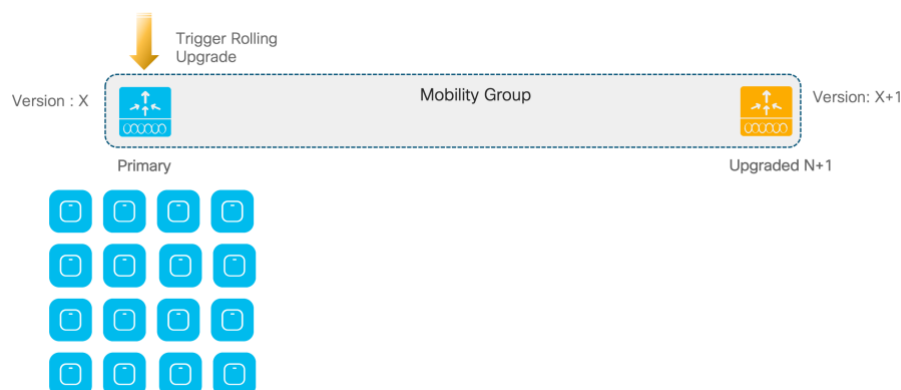 Trigger Rolling
Upgrade
Version : X
Mobility Group
Version: X+1
Primary
Upgraded N+1